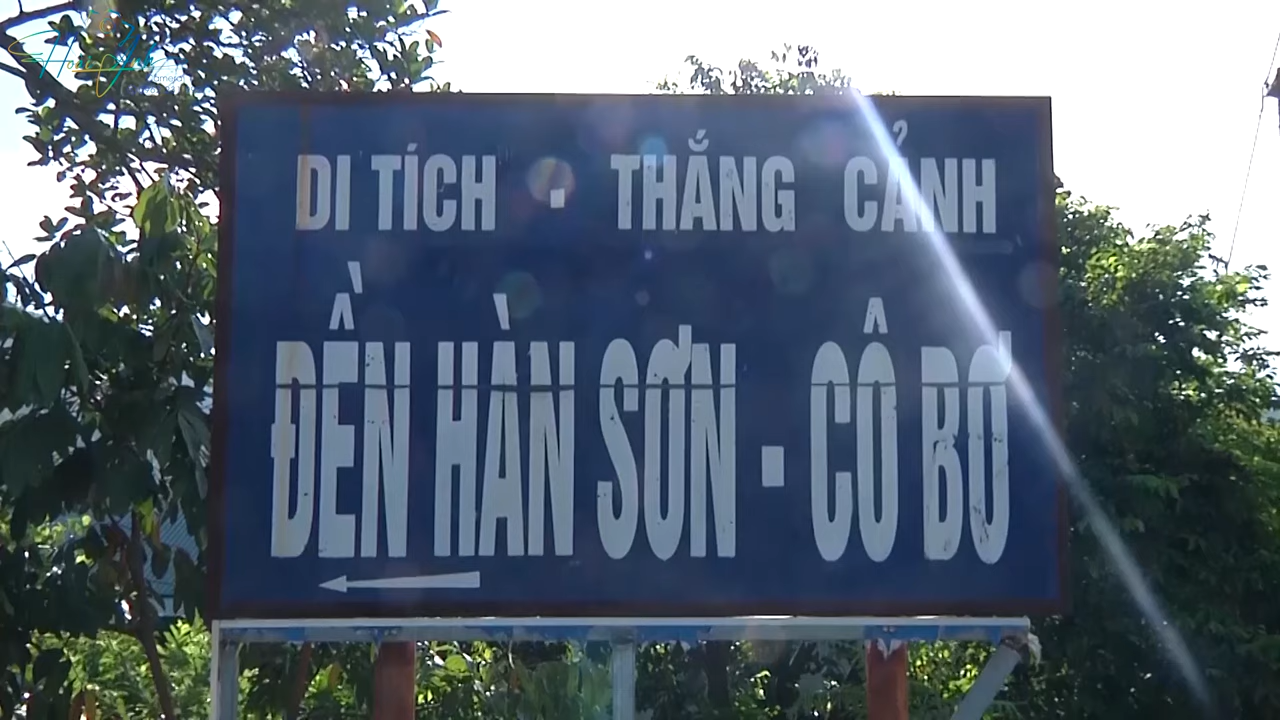 DI TÍCH - THẮNG CẢNH
ĐỀN HÀN SƠN - CÔ BƠ